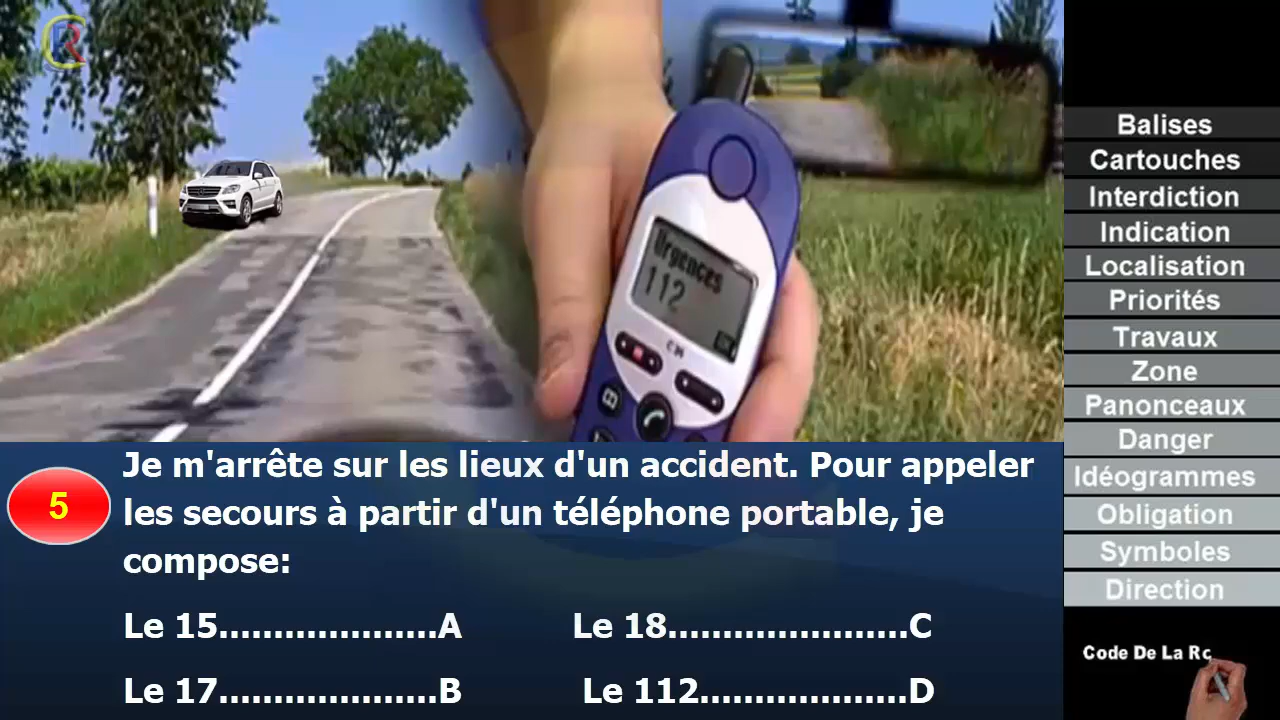 Urgences
112
5
Je m'arrête sur les lieux d'un accident. Pour appeler
les secours à partir d'un téléphone portable, je
compose:
Le 15....................A
Le 18......................C
Le 17....................B
Le 112...................D
Balises
Cartouches
Interdiction
Indication
Localisation
Priorités
Travaux
Zone
Panonceaux
Danger
Idéogrammes
Obligation
Symboles
Direction
Code De La Rc